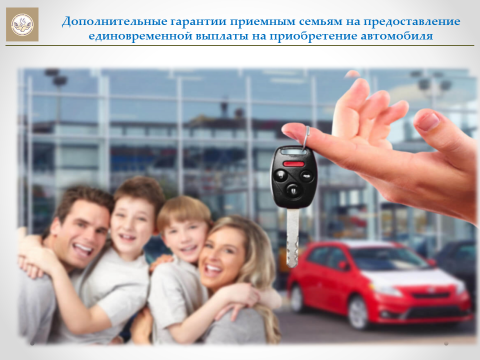 Дополнительные гарантии приемным семьям на предоставление
единовременной выплаты на приобретение автомобиля